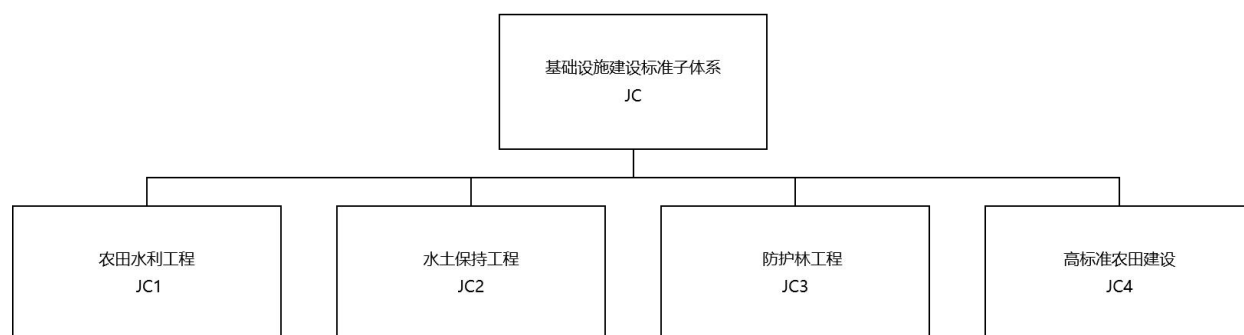 基础设施建设标准子体系
JC
农田水利工程
JC1
水土保持工程
JC2
防护林工程
JC3
高标准农田建设
JC4